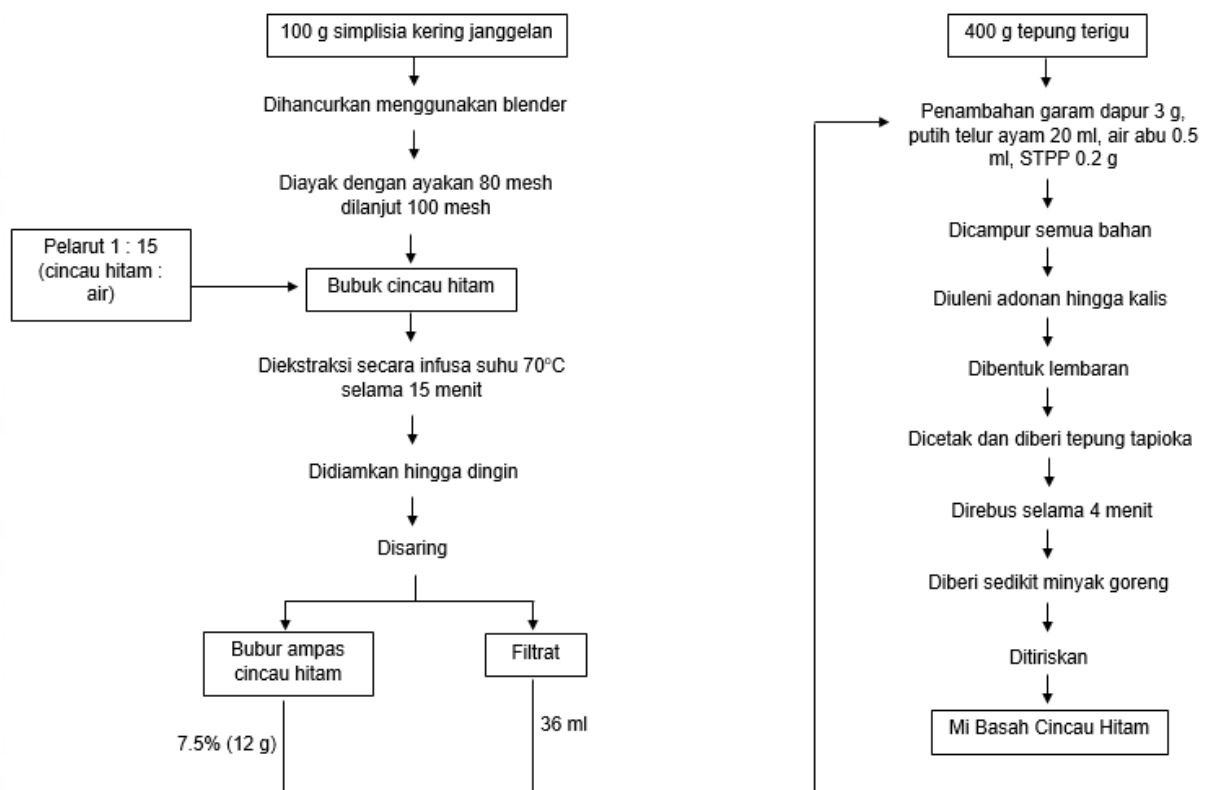 100 g simplisia kering janggelan
Dihancurkan menggunakan blender
Diayak dengan ayakan 80 mesh
dilanjut 100 mesh
Pelarut 1 : 15
(cincau hitam :
air)
Bubuk cincau hitam
Diekstraksi secara infusa suhu 70°C
selama 15 menit
Didiamkan hingga dingin
Disaring
Bubur ampas
cincau hitam
Filtrat
7.5% (12 g)
36 ml
400 g tepung terigu
Penambahan garam dapur 3 g,
putih telur ayam 20 ml, air abu 0.5
ml, STPP 0.2 g
Dicampur semua bahan
Diuleni adonan hingga kalis
Dibentuk lembaran
Dicetak dan diberi tepung tapioka
Direbus selama 4 menit
Diberi sedikit minyak goreng
Ditiriskan
Mi Basah Cincau Hitam